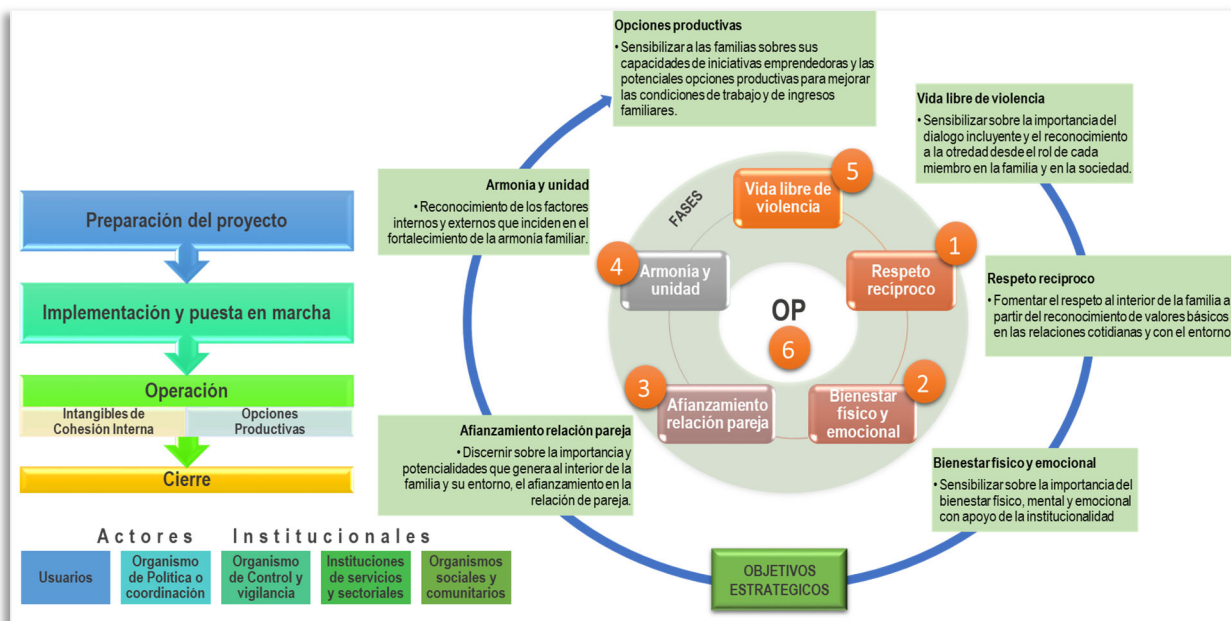 Preparación del proyecto
Implementación y puesta en marcha
Operación
Intangibles de
Cohesión Interna
Opciones
Productivas
Cierre
Actores Institucionales
Usuarios
Organismo
de Política o
coordinación
Organismo
de Control y
vigilancia
Instituciones
de servicios
y sectoriales
Organismos
sociales y
comunitarios
Opciones productivas
• Sensibilizar a las familias sobre sus
capacidades de iniciativas emprendedoras y las
potenciales opciones productivas para mejorar
las condiciones de trabajo y de ingresos
familiares.
Vida libre de violencia
• Sensibilizar sobre la importancia del
dialogo incluyente y el reconocimiento
a la otredad desde el rol de cada
miembro en la familia y en la sociedad.
Armonía y unidad
• Reconocimiento de los factores
internos y externos que inciden en el
fortalecimiento de la armonía familiar.
Respeto reciproco
• Fomentar el respeto al interior de la familia a
partir del reconocimiento de valores básicos
en las relaciones cotidianas y con el entorno
Afianzamiento relación pareja
• Discernir sobre la importancia y
potencialidades que genera al interior de la
familia y su entorno, el afianzamiento en la
relación de pareja.
Bienestar fisico y emocional
• Sensibilizar sobre la importancia del
bienestar físico, mental y emocional
con apoyo de la institucionalidad
FASES
5
Vida libre de
violencia
1
Respeto
recíproco
4
Armonía y
unidad
OP
6
3
Afianzamiento
relación pareja
2
Bienestar
físico y
emocional
OBJETIVOS
ESTRATEGICOS